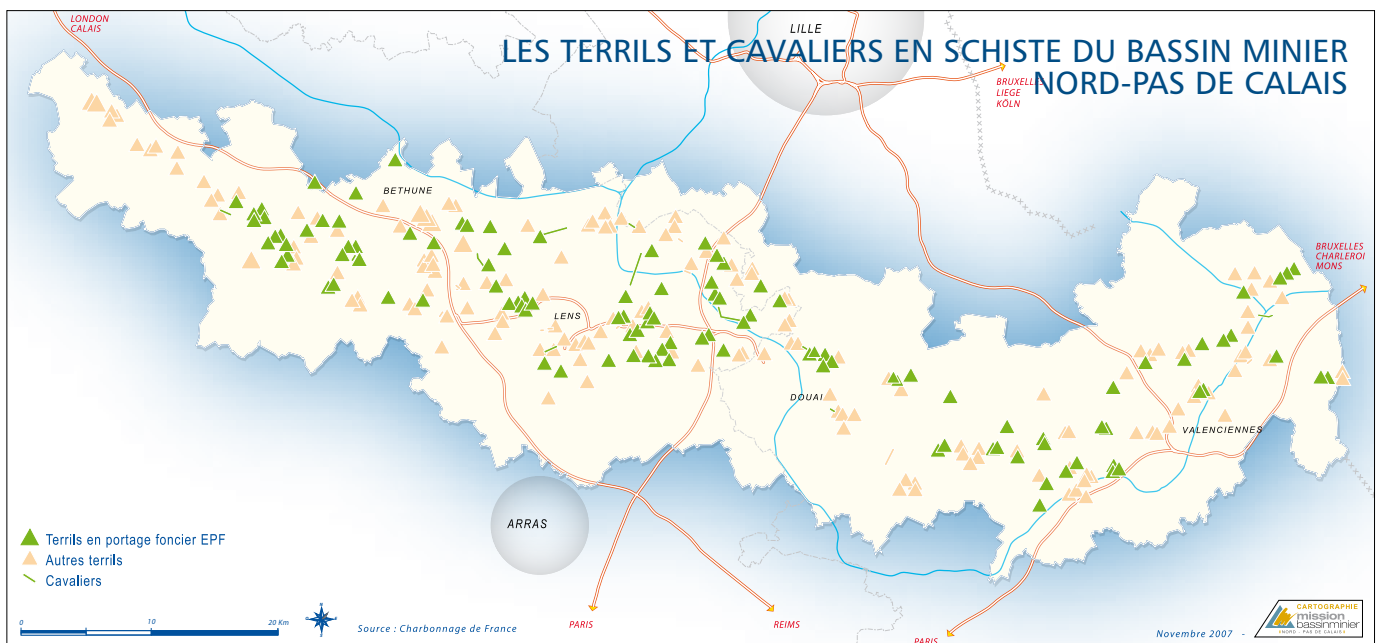 LONDON
CALAIS
LILLE
LES TERRILS ET CAVALIERS EN SCHISTE DU BASSIN MINIER
NORD-PAS DE CALAIS
BRUXELLES
LIEGE
KÖLN
BETHUNE
BRUXELLES
CHARLEROI
MONS
LENS
DOUAI
VALENCIENNES
ARRAS
Terrils en portage foncier EPF
Autres terrils
Cavaliers
0 10 20 Km
Source : Charbonnage de France
PARIS
REIMS
PARIS
Novembre 2007 -
CARTOGRAPHIE
mission
bassinminier
NORD - PAS DE CALAIS